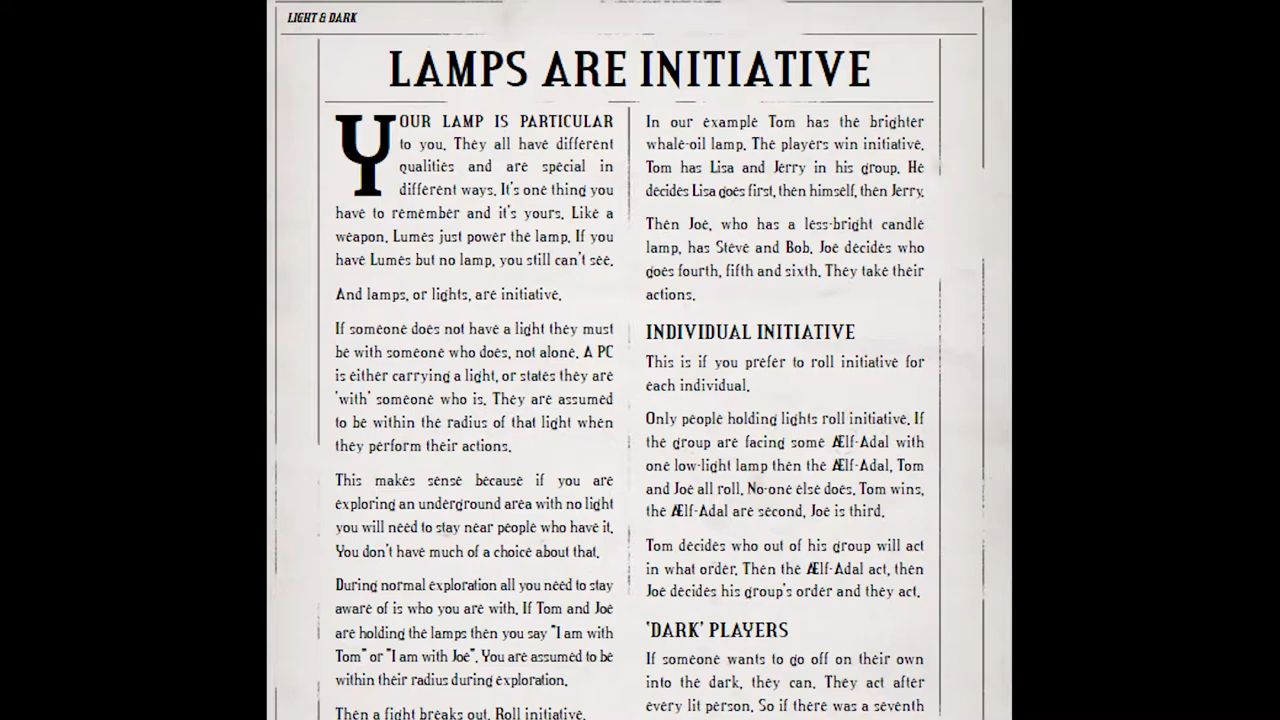 LIGHT & DARK
LAMPS ARE INITIATIVE
YOUR LAMP IS PARTICULAR
to you. They all have different
qualities and are special in
different ways. It's one thing you
have to remember and it's yours. Like a
weapon. Lumes just power the lamp. If you
have Lumes but no lamp, you still can't see.
And lamps, or lights, are initiative.
If someone does not have a light they must
be with someone who does, not alone. A PC
is either carrying a light, or states they are
'with' someone who is. They are assumed
to be within the radius of that light when
they perform their actions.
This makes sense because if you are
exploring an underground area with no light
you will need to stay near people who have it.
You don't have much of a choice about that.
During normal exploration all you need to stay
aware of is who you are with. If Tom and Joe
are holding the lamps then you say "I am with
Tom" or "I am with Joe". You are assumed to be
within their radius during exploration.
Then a fight breaks out. Roll initiative.
In our example Tom has the brighter
whale-oil lamp. The players win initiative.
Tom has Lisa and Jerry in his group. He
decides Lisa goes first, then himself, then Jerry.
Then Joe, who has a less-bright candle
lamp, has Steve and Bob. Joe decides who
goes fourth, fifth and sixth. They take their
actions.
INDIVIDUAL INITIATIVE
This is if you prefer to roll initiative for
each individual.
Only people holding lights roll initiative. If
the group are facing some Ælf-Adal with
one low-light lamp then the Ælf-Adal, Tom
and Joe all roll. No-one else does. Tom wins,
the Ælf-Adal are second, Joe is third.
Tom decides who out of his group will act
in what order. Then the Ælf-Adal act, then
Joe decides his group's order and they act.
'DARK' PLAYERS
If someone wants to go off on their own
into the dark, they can. They act after
every lit person. So if there was a seventh